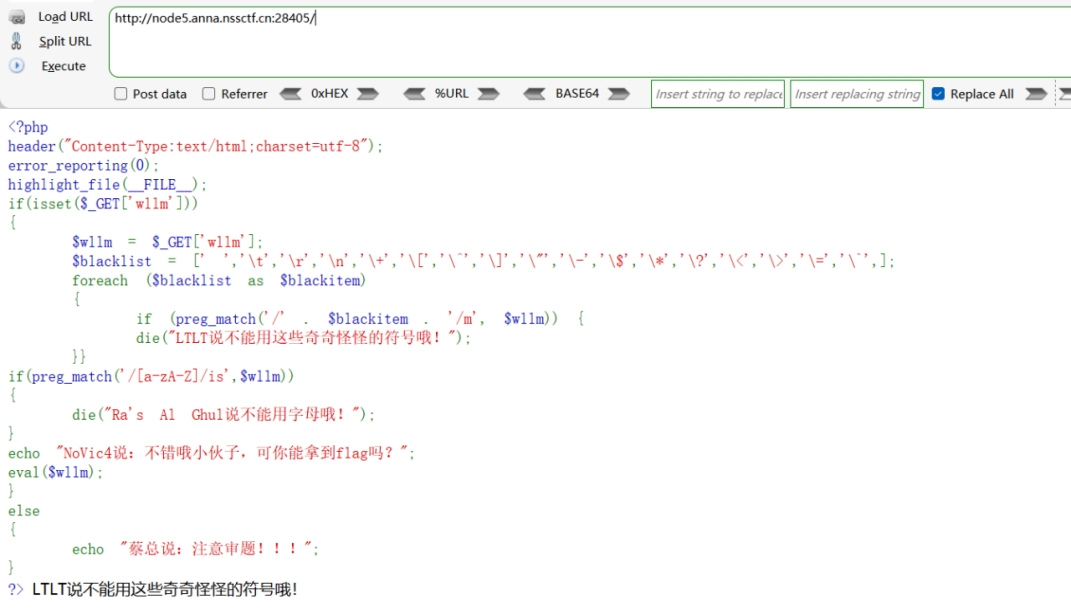 Load URL
http://node5.anna.nssctf.cn:28405/
Split URL
Execute
Post data Referrer 0xHEX %URL BASE64 Insert string to replace Insert replacing string Replace All
<?php
header("Content-Type:text/html;charset=utf-8");
error_reporting(0);
highlight_file(__FILE__);
if(isset($_GET['wllm']))
{
$wllm = $_GET['wllm'];
$blacklist = [' ','\t','\r','\n','\+','\[','\^','\]','\"','\-','\$','\*','\?','\<','\>','\=','\`',];
foreach ($blacklist as $blackitem)
{
if (preg_match('/' . $blackitem . '/m', $wllm)) {
die("LTLT说不能用这些奇奇怪怪的符号哦！");
}}
if(preg_match('/[a-zA-Z]/is',$wllm))
{
die("Ra's Al Ghul说不能用字母哦！");
}
echo "NoVic4说：不错哦小伙子，可你能拿到flag吗？";
eval($wllm);
}
else
{
echo "蔡总说：注意审题！！！";
}
?> LTLT说不能用这些奇奇怪怪的符号哦！